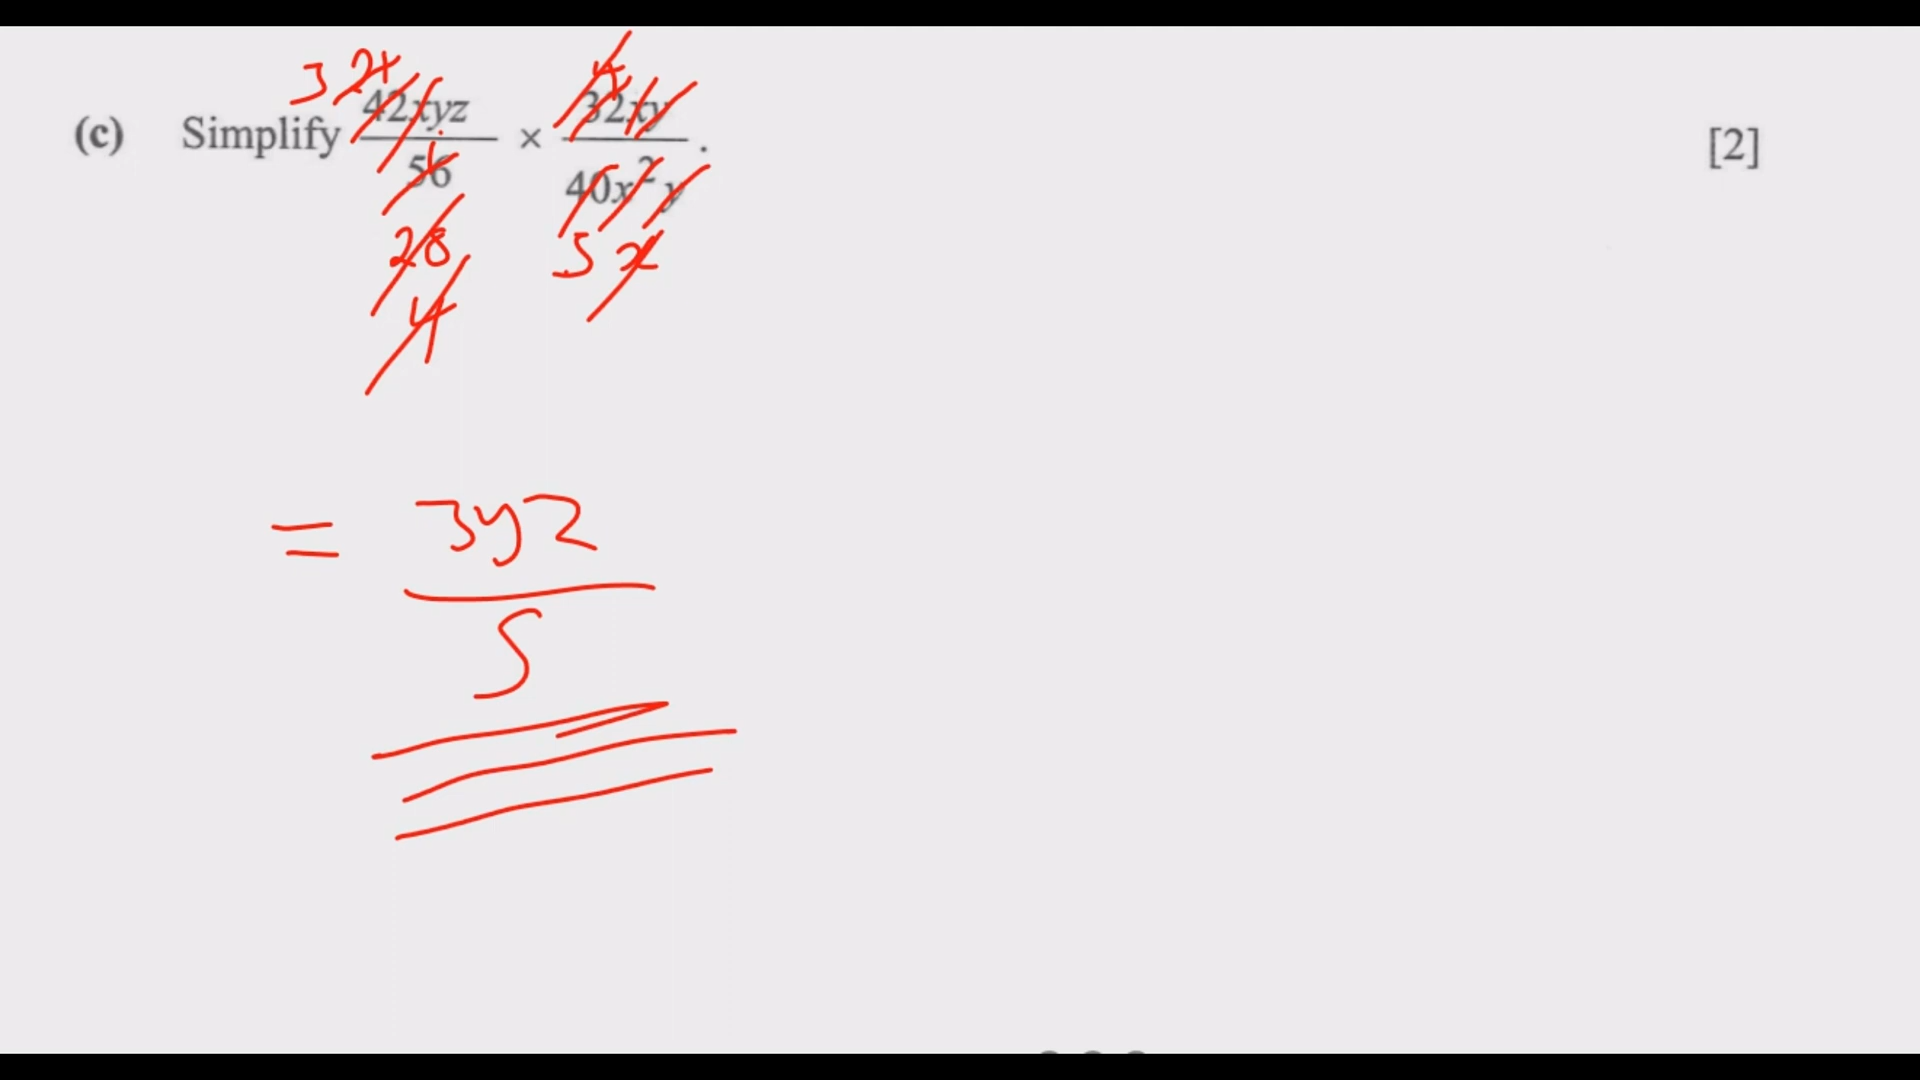 3 21 4
(c) Simplify 42xyz/56 × 32xy/40x²y . [2]
28 5 x
4
= 3yz
5